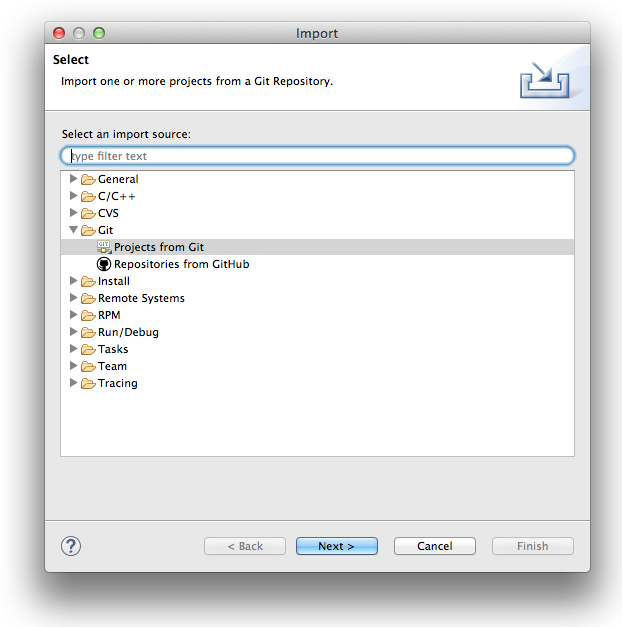 Import
Select
Import one or more projects from a Git Repository.
Select an import source:
type filter text
General
C/C++
CVS
Git
GIT Projects from Git
Repositories from GitHub
Install
Remote Systems
RPM
Run/Debug
Tasks
Team
Tracing
? < Back Next > Cancel Finish